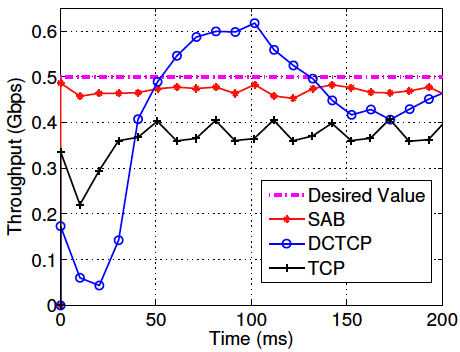 Throughput (Gbps)
0.6
0.5
0.4
0.3
0.2
0.1
0
Desired Value
SAB
DCTCP
TCP
0 50 100 150 200
Time (ms)